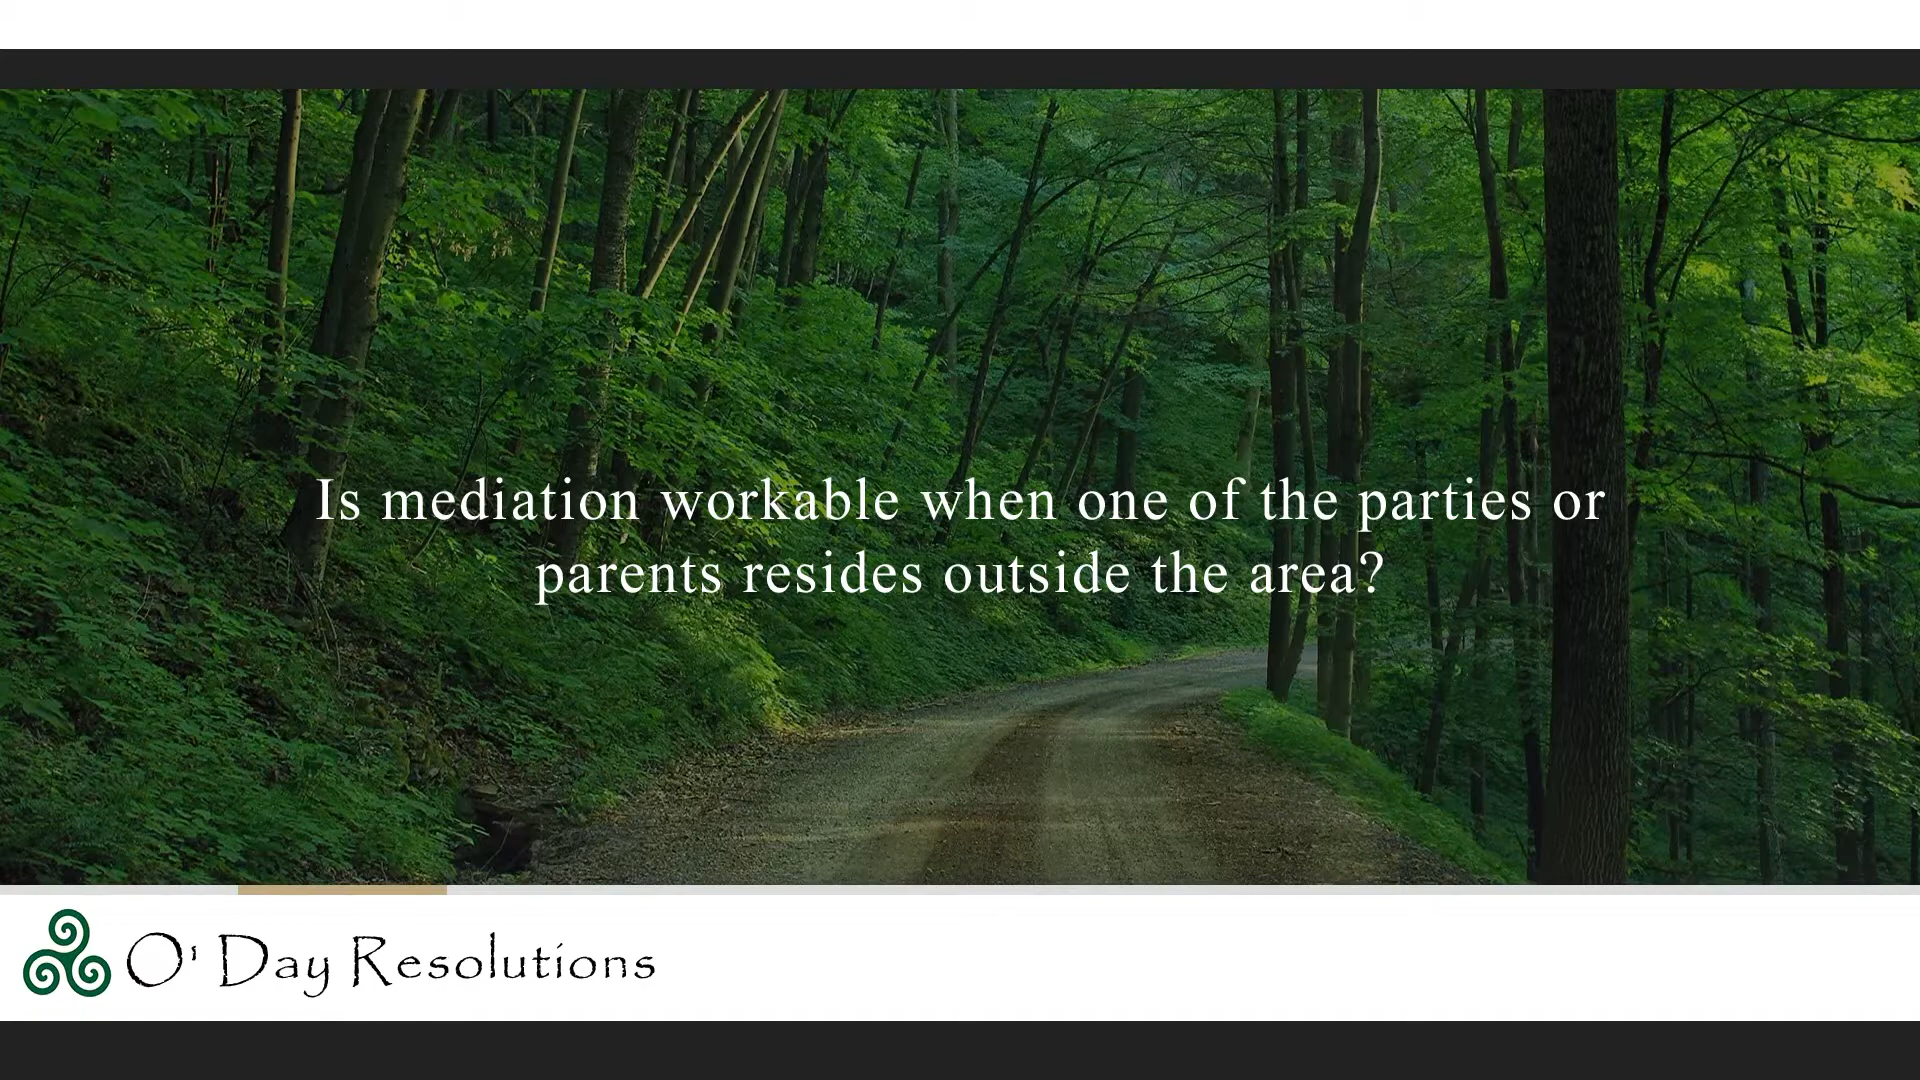 Is mediation workable when one of the parties or
parents resides outside the area?
O' Day Resolutions